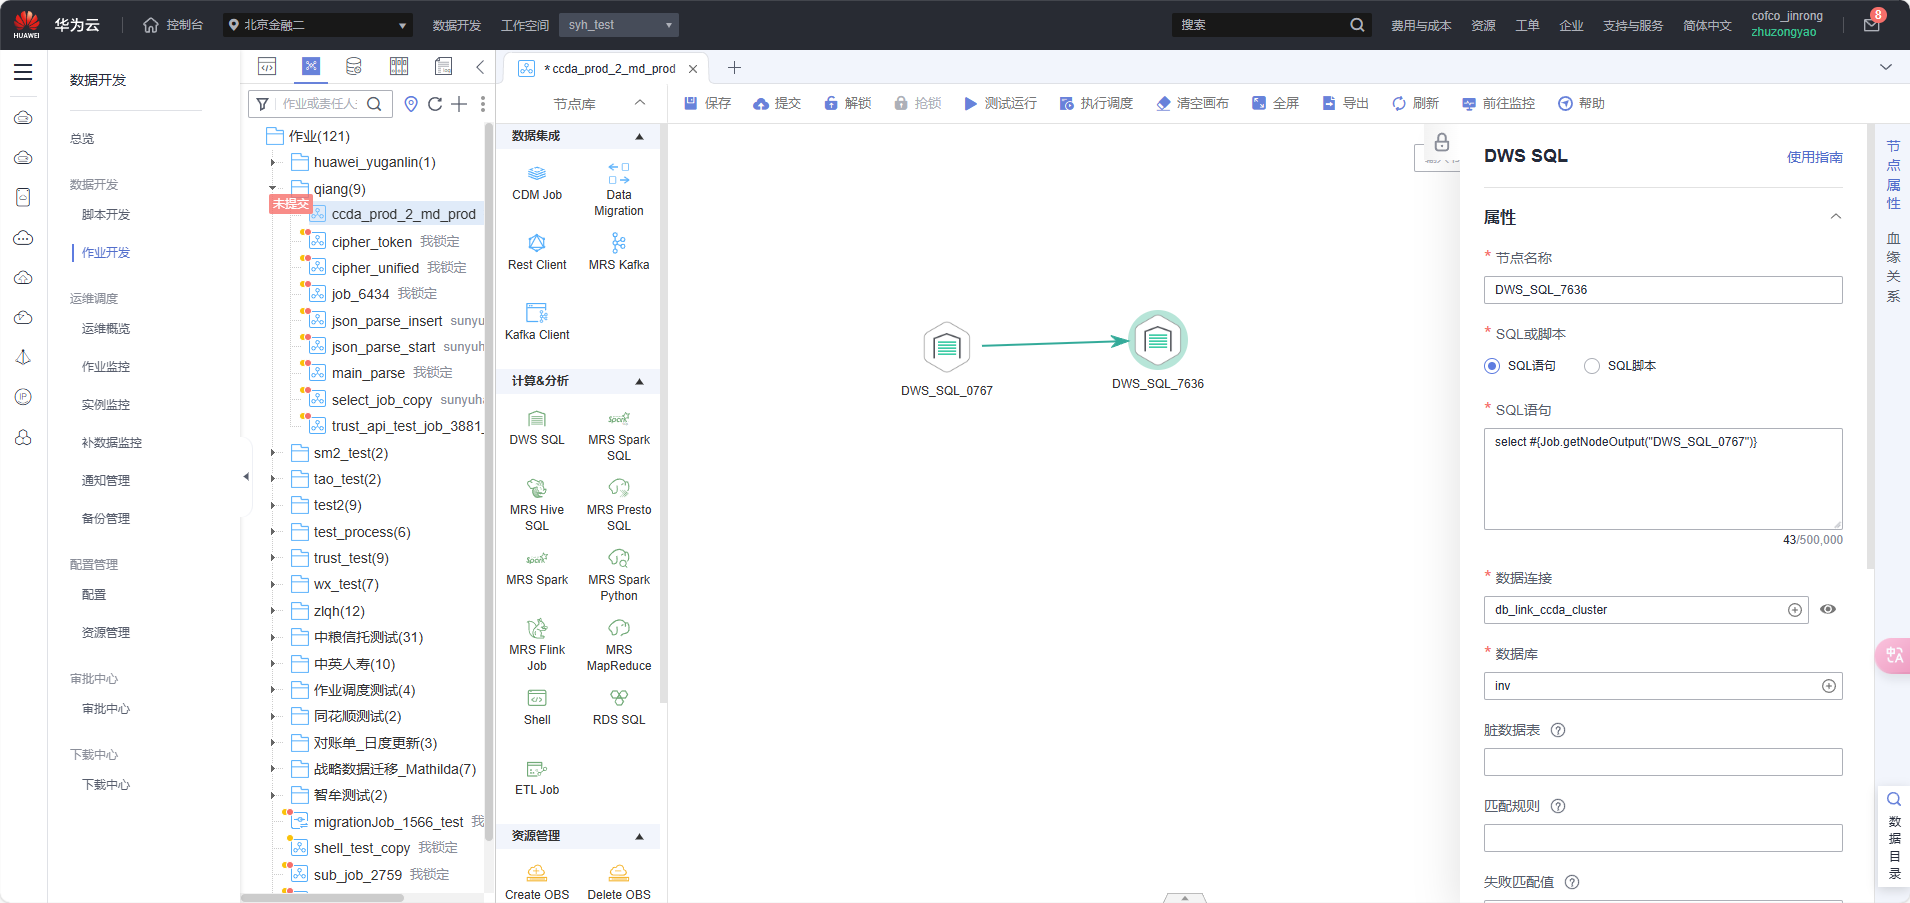 HUAWEI
华为云
控制台
北京金融二
数据开发
工作空间
syh_test
搜索
费用与成本
资源
工单
企业
支持与服务
简体中文
cofco_jinrong
zhuzongyao
8
数据开发
总览
数据开发
脚本开发
作业开发
运维调度
运维概览
作业监控
实例监控
补数据监控
通知管理
备份管理
配置管理
配置
资源管理
审批中心
审批中心
下载中心
下载中心
IP
作业或责任人
作业(121)
huawei_yuganlin(1)
qiang(9)
未提交
ccda_prod_2_md_prod
cipher_token 我锁定
cipher_unified 我锁定
job_6434 我锁定
json_parse_insert sunyu
json_parse_start sunyuh
main_parse 我锁定
select_job_copy sunyuha
trust_api_test_job_3881_
sm2_test(2)
tao_test(2)
test2(9)
test_process(6)
trust_test(9)
wx_test(7)
zlqh(12)
中粮信托测试(31)
中英人寿(10)
作业调度测试(4)
同花顺测试(2)
对账单_日度更新(3)
战略数据迁移_Mathilda(7)
智牟测试(2)
migrationJob_1566_test 我
shell_test_copy 我锁定
sub_job_2759 我锁定
* ccda_prod_2_md_prod
节点库
保存
提交
解锁
抢锁
测试运行
执行调度
清空画布
全屏
导出
刷新
前往监控
帮助
数据集成
CDM Job
Data
Migration
Rest Client
MRS Kafka
Kafka Client
计算&分析
DWS SQL
MRS Spark
SQL
MRS Hive
SQL
MRS Presto
SQL
MRS Spark
MRS Spark
Python
MRS Flink
Job
MRS
MapReduce
Shell
RDS SQL
ETL Job
资源管理
Create OBS
Delete OBS
DWS_SQL_0767
DWS_SQL_7636
DWS SQL
使用指南
属性
* 节点名称
DWS_SQL_7636
* SQL或脚本
SQL语句
SQL脚本
* SQL语句
select #{Job.getNodeOutput("DWS_SQL_0767")}
43/500,000
* 数据连接
db_link_ccda_cluster
* 数据库
inv
脏数据表
匹配规则
失败匹配值
节点属性
血缘关系
数据目录